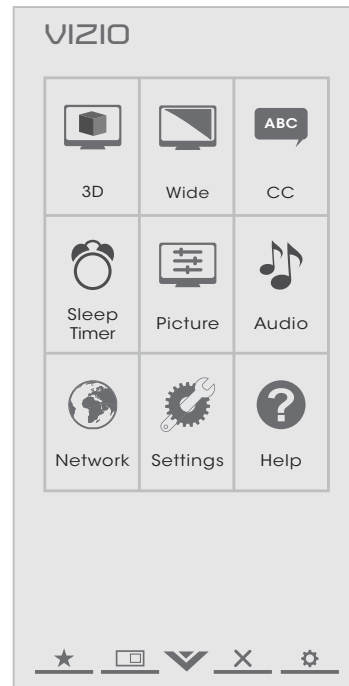 VIZIO
ABC
3D
Wide
CC
Sleep
Timer
Picture
Audio
Network
Settings
Help